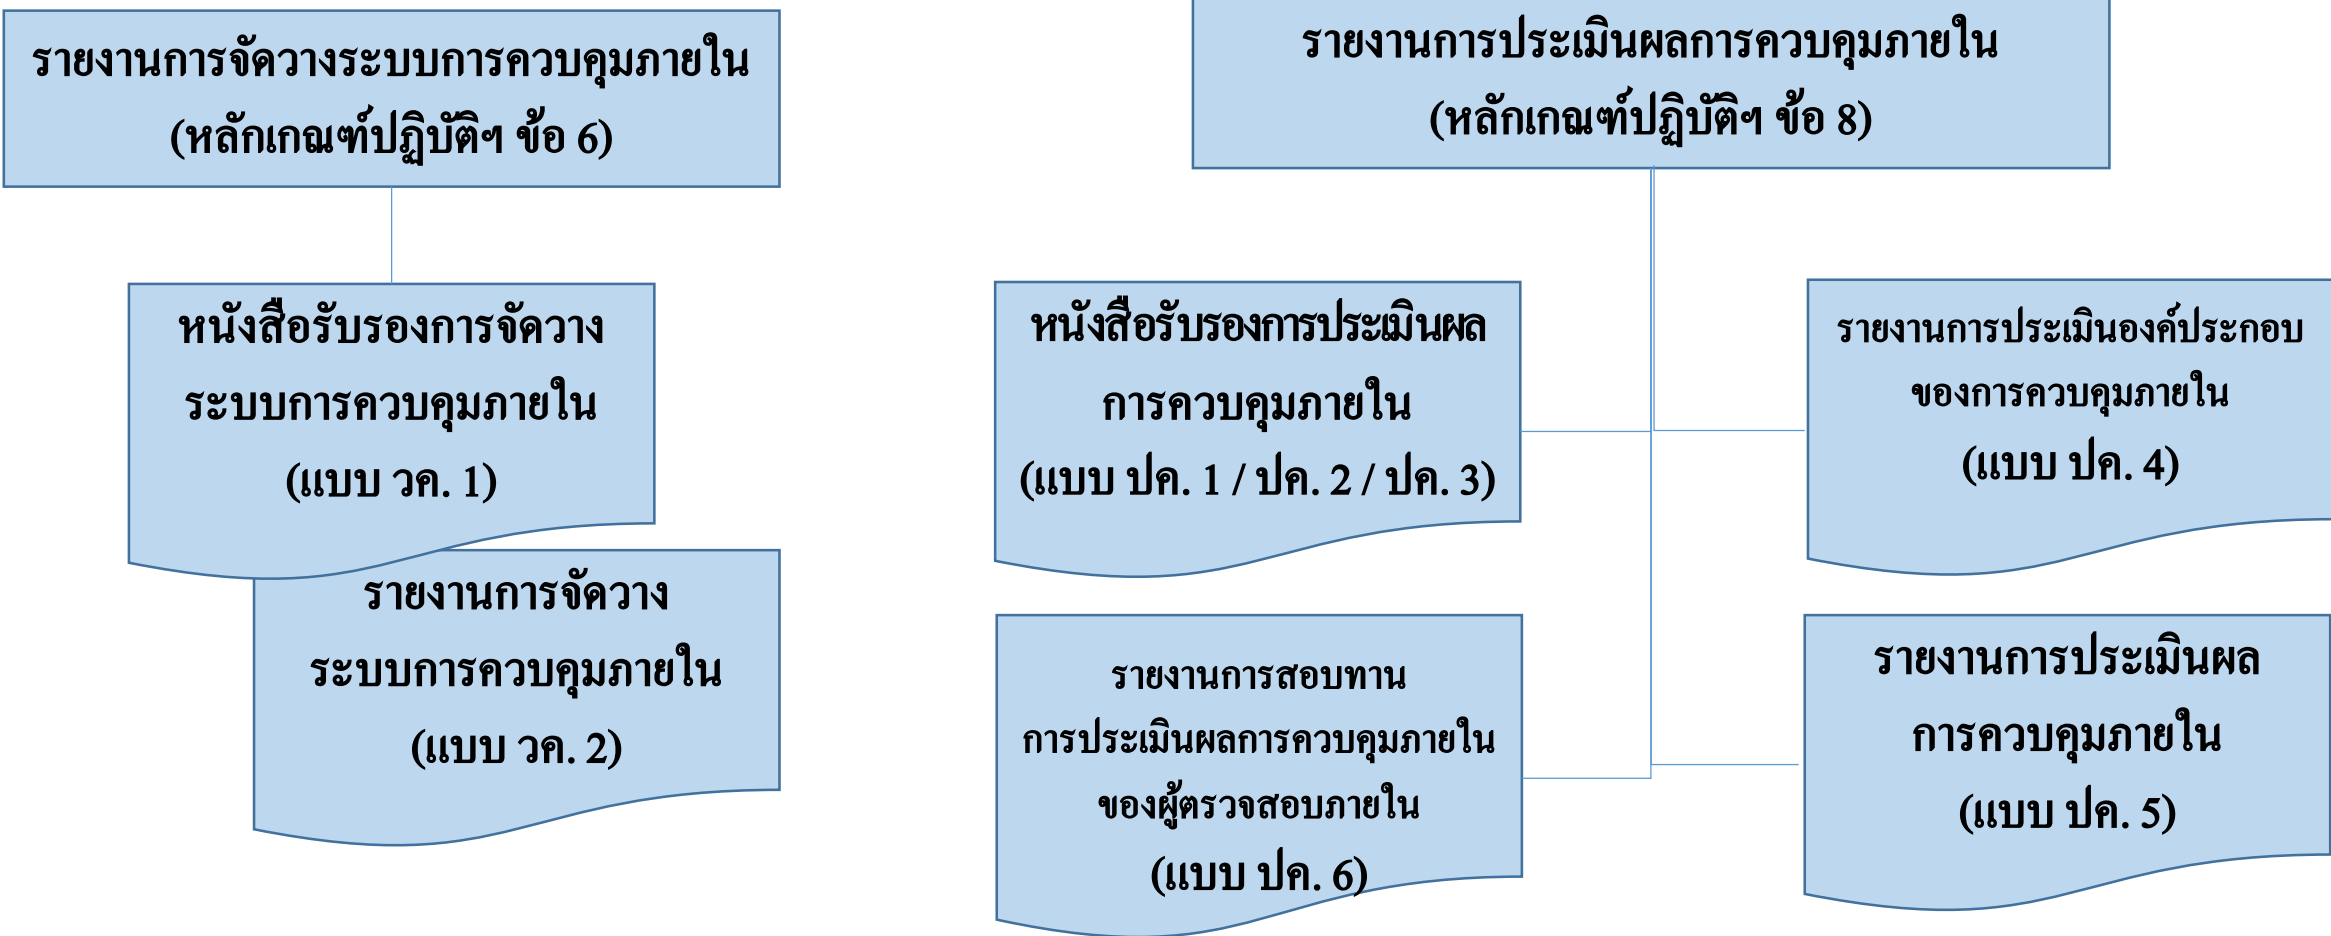 รายงานการจัดวางระบบการควบคุมภายใน
(หลักเกณฑ์ปฏิบัติฯ ข้อ 6)
หนังสือรับรองการจัดวาง
ระบบการควบคุมภายใน
(แบบ วค. 1)
รายงานการจัดวาง
ระบบการควบคุมภายใน
(แบบ วค. 2)
รายงานการประเมินผลการควบคุมภายใน
(หลักเกณฑ์ปฏิบัติฯ ข้อ 8)
หนังสือรับรองการประเมินผล
การควบคุมภายใน
(แบบ ปค. 1 / ปค. 2 / ปค. 3)
รายงานการประเมินองค์ประกอบ
ของการควบคุมภายใน
(แบบ ปค. 4)
รายงานการสอบทาน
การประเมินผลการควบคุมภายใน
ของผู้ตรวจสอบภายใน
(แบบ ปค. 6)
รายงานการประเมินผล
การควบคุมภายใน
(แบบ ปค. 5)